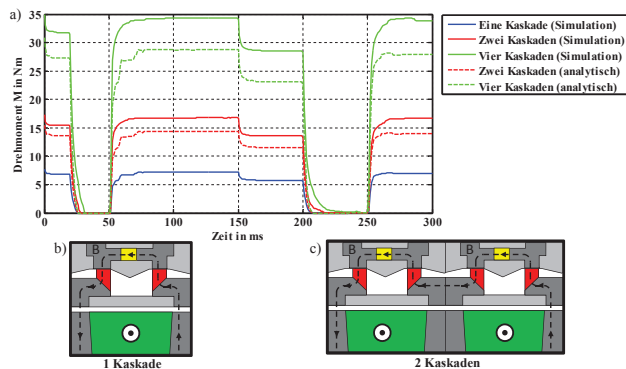 a)
Drehmoment M in Nm
35
30
25
20
15
10
5
0
0 50 100 150 200 250 300
Zeit in ms
Eine Kaskade (Simulation)
Zwei Kaskaden (Simulation)
Vier Kaskaden (Simulation)
Zwei Kaskaden (analytisch)
Vier Kaskaden (analytisch)
b)
B
1 Kaskade
c)
B
B
2 Kaskaden